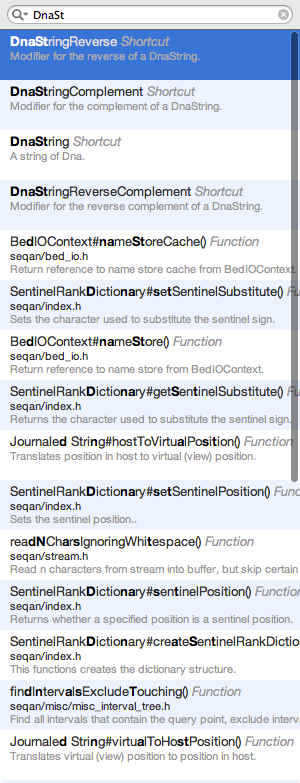 DnaSt
DnaStringReverse Shortcut
Modifier for the reverse of a DnaString.
DnaStringComplement Shortcut
Modifier for the complement of a DnaString.
DnaString Shortcut
A string of Dna.
DnaStringReverseComplement Shortcut
Modifier for the reverse complement of a DnaString.
BedIOContext#nameStoreCache() Function
seqan/bed_io.h
Return reference to name store cache from BedIOContext.
SentinelRankDictionary#setSentinelSubstitute() Fu
seqan/index.h
Sets the character used to substitute the sentinel sign.
BedIOContext#nameStore() Function
seqan/bed_io.h
Return reference to name store from BedIOContext.
SentinelRankDictionary#getSentinelSubstitute() Fu
seqan/index.h
Returns the character used to substitute the sentinel sign.
Journaled String#hostToVirtualPosition() Function
Translates position in host to virtual (view) position.
SentinelRankDictionary#setSentinelPosition() Func
seqan/index.h
Sets the sentinel position..
readNCharsIgnoringWhitespace() Function
seqan/stream.h
Read n characters from stream into buffer, but skip certain
SentinelRankDictionary#sentinelPosition() Function
seqan/index.h
Returns whether a specified position is a sentinel position.
SentinelRankDictionary#createSentinelRankDictio
seqan/index.h
This functions creates the dictionary structure.
findIntervalsExcludeTouching() Function
seqan/misc/misc_interval_tree.h
Find all intervals that contain the query point, exclude interv
Journaled String#virtualToHostPosition() Function
Translates virtual (view) position to position in host.